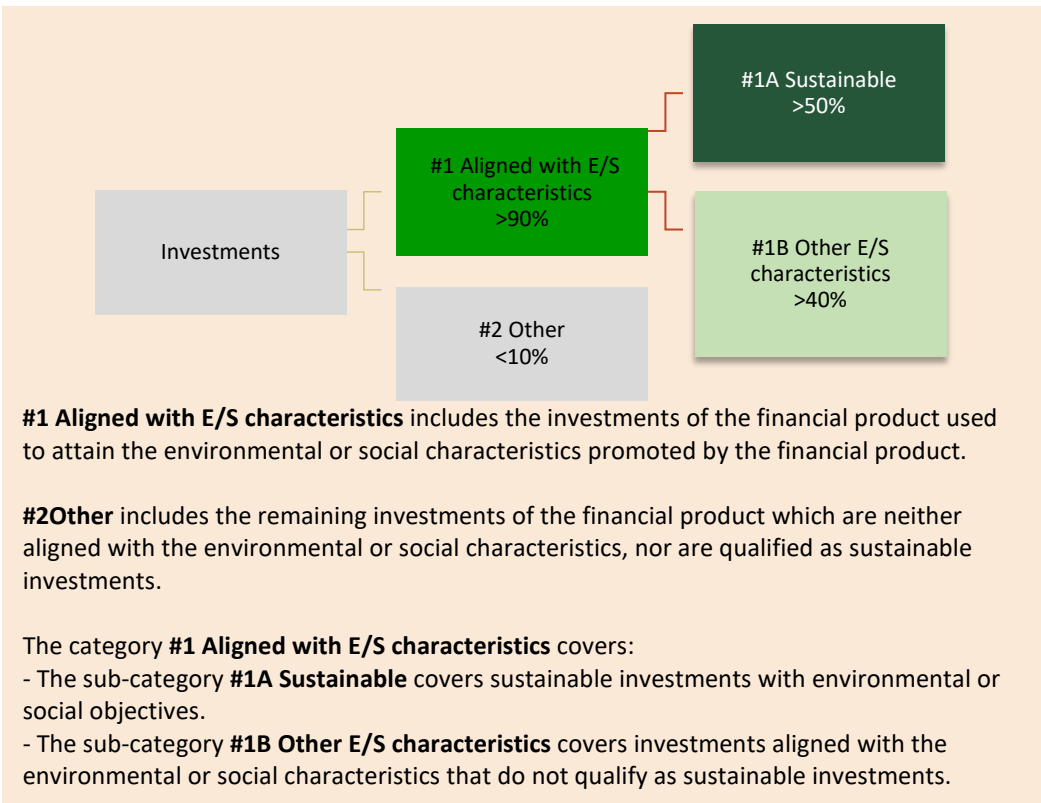 #1A Sustainable
>50%
#1 Aligned with E/S
characteristics
>90%
Investments
#1B Other E/S
characteristics
>40%
#2 Other
<10%
#1 Aligned with E/S characteristics includes the investments of the financial product used
to attain the environmental or social characteristics promoted by the financial product.
#2Other includes the remaining investments of the financial product which are neither
aligned with the environmental or social characteristics, nor are qualified as sustainable
investments.
The category #1 Aligned with E/S characteristics covers:
- The sub-category #1A Sustainable covers sustainable investments with environmental or
social objectives.
- The sub-category #1B Other E/S characteristics covers investments aligned with the
environmental or social characteristics that do not qualify as sustainable investments.